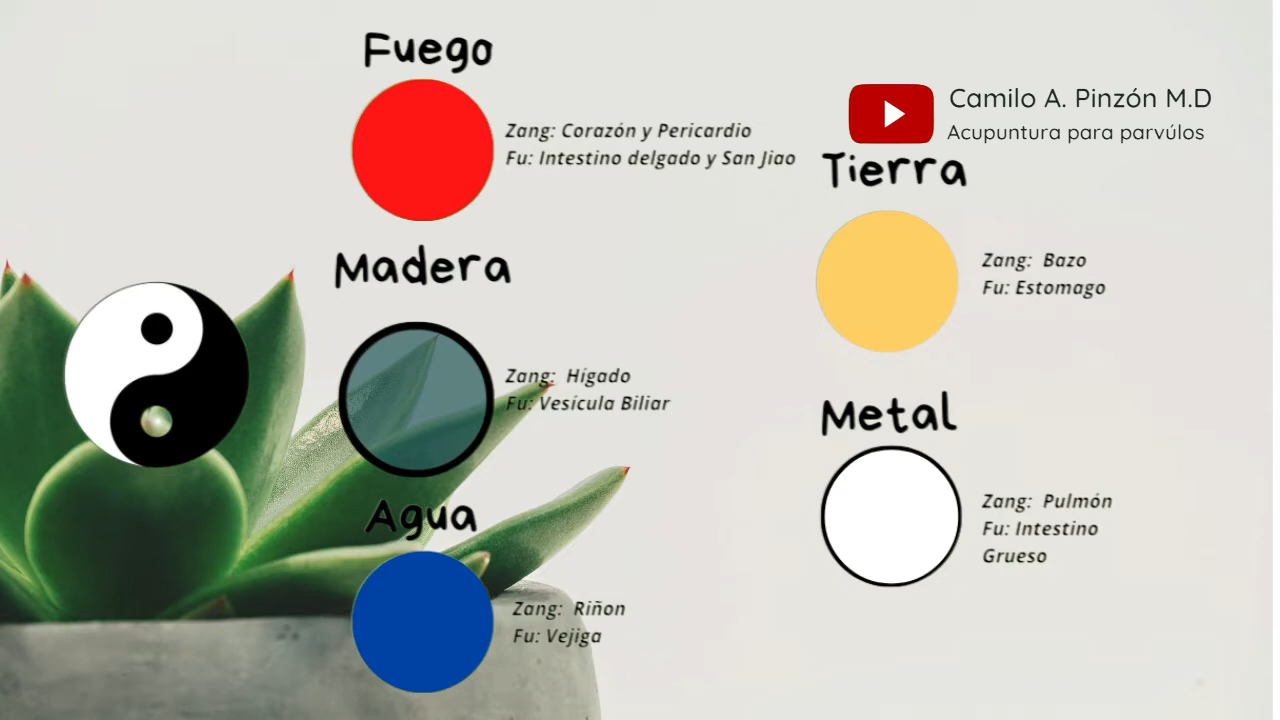 Fuego
Zang: Corazón y Pericardio
Fu: Intestino delgado y San Jiao
Madera
Zang: Hígado
Fu: Vesícula Biliar
Agua
Zang: Riñon
Fu: Vejiga
Camilo A. Pinzón M.D
Acupuntura para parvúlos
Tierra
Zang: Bazo
Fu: Estomago
Metal
Zang: Pulmón
Fu: Intestino
Grueso